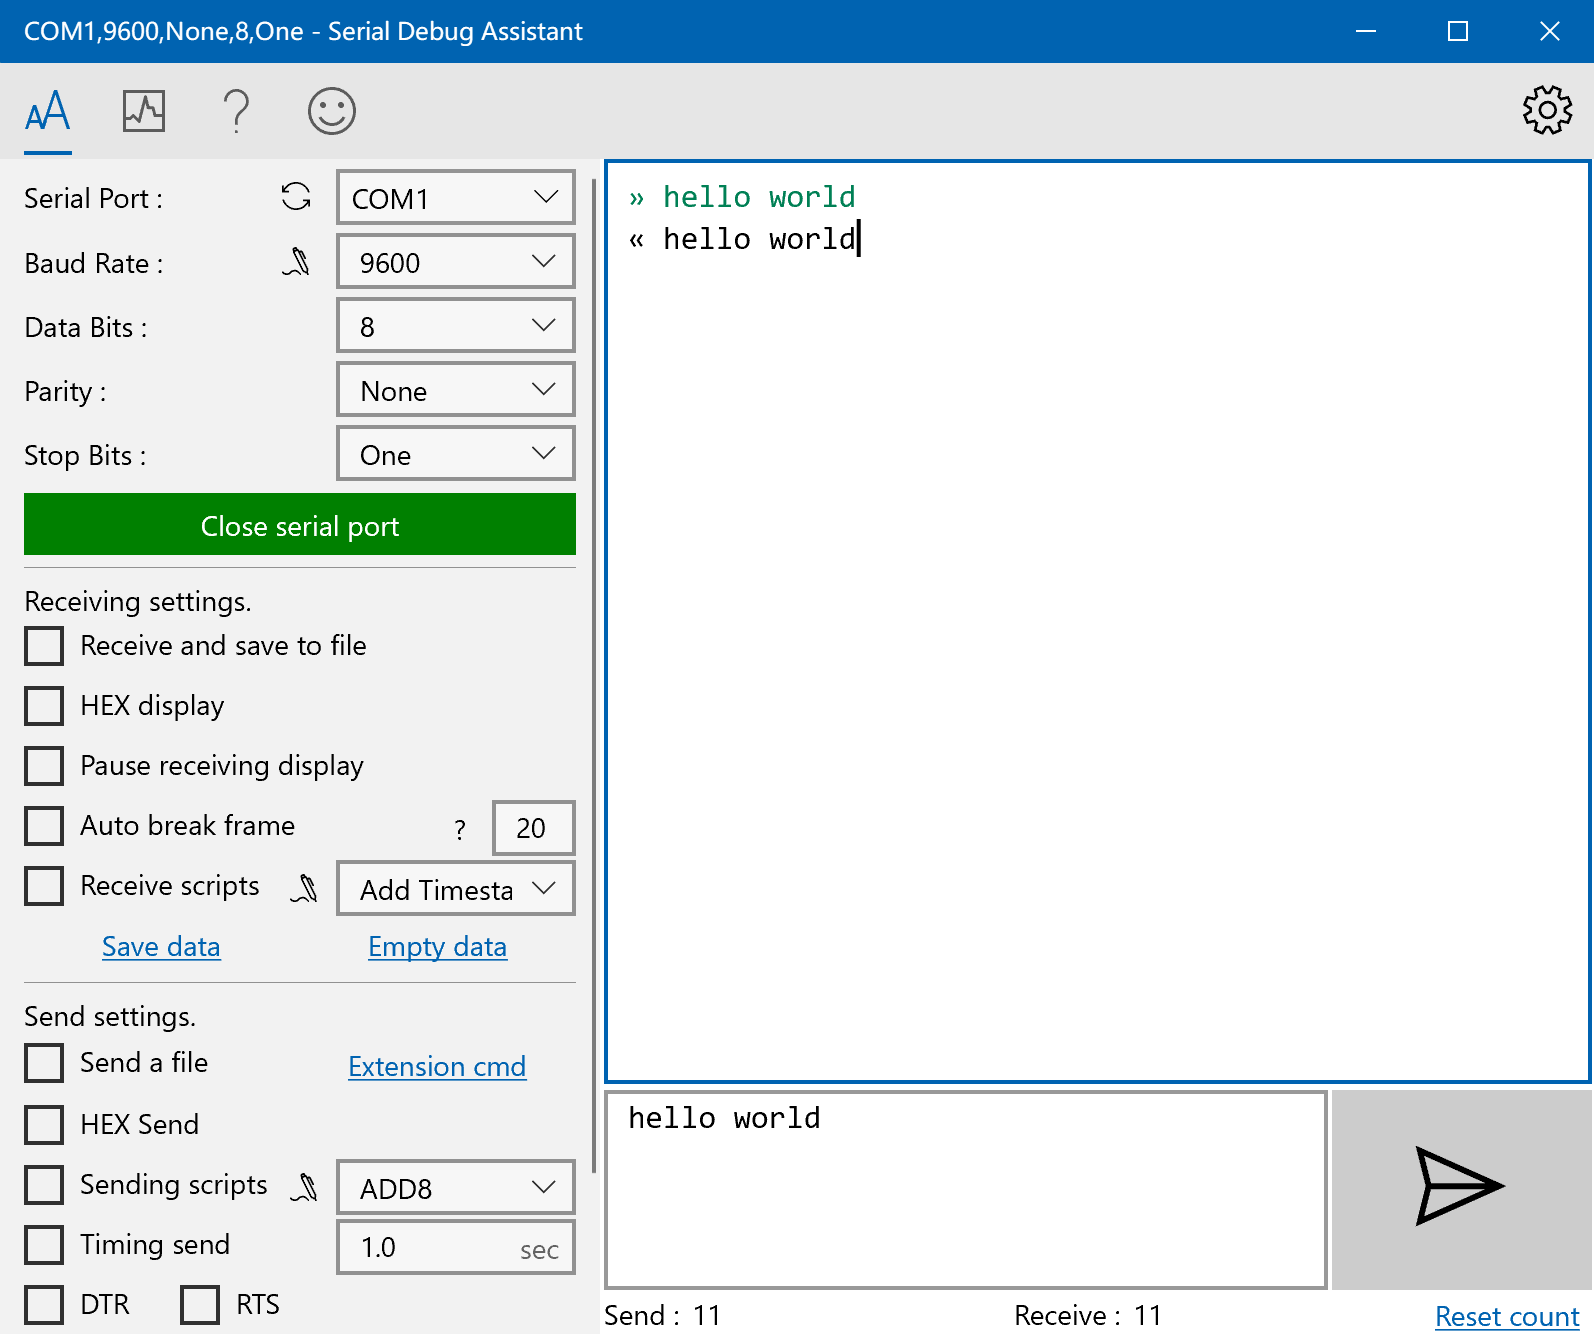 COM1,9600,None,8,One - Serial Debug Assistant
AA
?
Serial Port :
COM1
Baud Rate :
9600
Data Bits :
8
Parity :
None
Stop Bits :
One
Close serial port
Receiving settings.
Receive and save to file
HEX display
Pause receiving display
Auto break frame ? 20
Receive scripts
Add Timesta
Save data Empty data
Send settings.
Send a file Extension cmd
HEX Send
Sending scripts
ADD8
Timing send
1.0 sec
DTR RTS
» hello world
« hello world
hello world
Send : 11 Receive : 11 Reset count